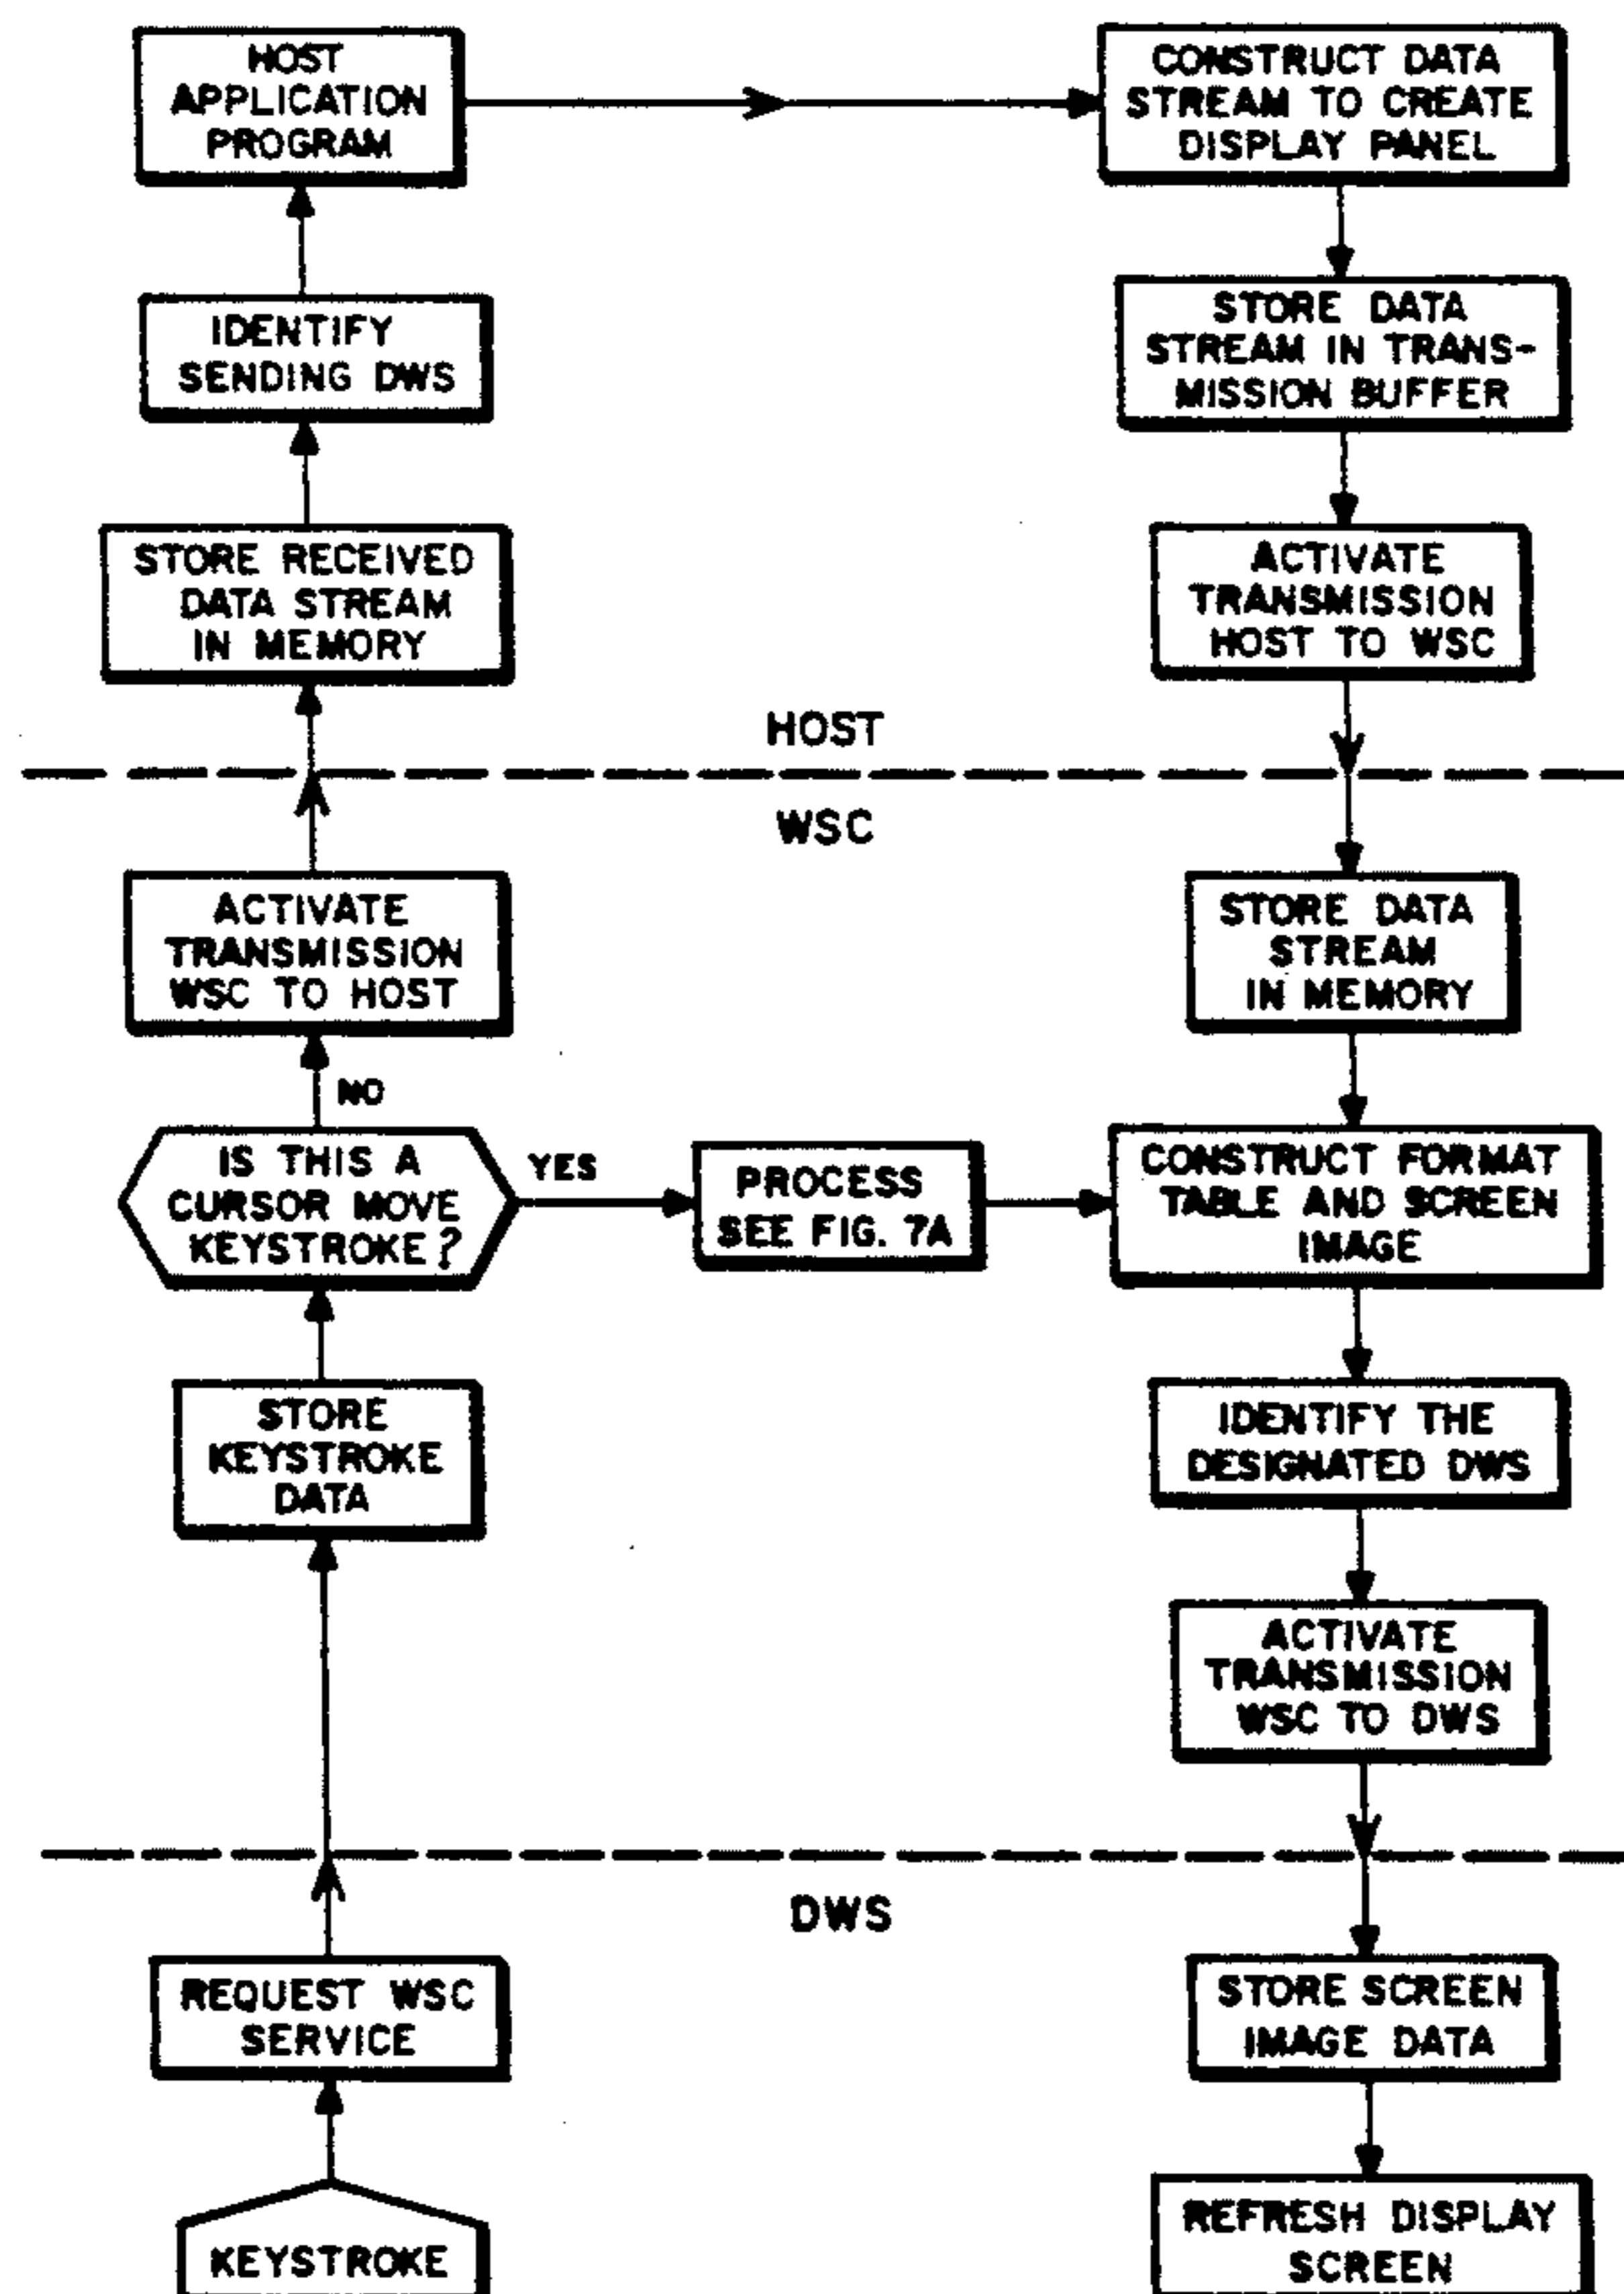 HOST
APPLICATION
PROGRAM
CONSTRUCT DATA
STREAM TO CREATE
DISPLAY PANEL
IDENTIFY
SENDING DWS
STORE DATA
STREAM IN TRANS-
MISSION BUFFER
STORE RECEIVED
DATA STREAM
IN MEMORY
ACTIVATE
TRANSMISSION
HOST TO WSC
HOST
WSC
ACTIVATE
TRANSMISSION
WSC TO HOST
STORE DATA
STREAM
IN MEMORY
NO
IS THIS A
CURSOR MOVE
KEYSTROKE?
YES
PROCESS
SEE FIG. 7A
CONSTRUCT FORMAT
TABLE AND SCREEN
IMAGE
STORE
KEYSTROKE
DATA
IDENTIFY THE
DESIGNATED DWS
ACTIVATE
TRANSMISSION
WSC TO DWS
DWS
REQUEST WSC
SERVICE
STORE SCREEN
IMAGE DATA
KEYSTROKE
REFRESH DISPLAY
SCREEN